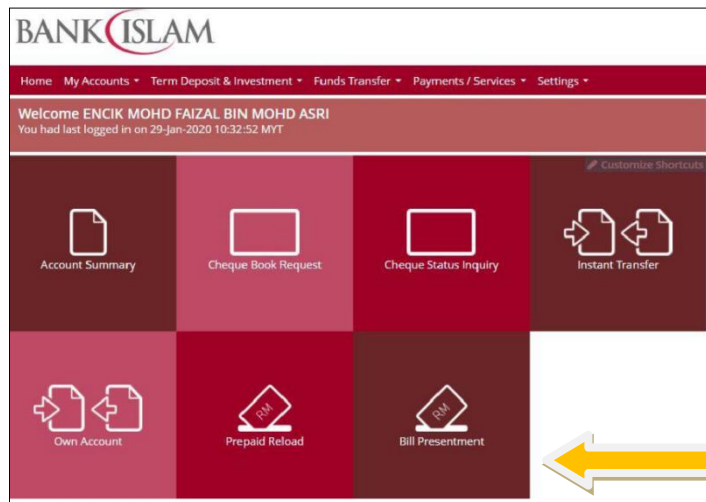 BANK ISLAM
Home My Accounts Term Deposit & Investment Funds Transfer Payments / Services Settings
Welcome ENCIK MOHD FAIZAL BIN MOHD ASRI
You had last logged in on 29-Jan-2020 10:32:52 MYT
Customize Shortcuts
Account Summary
Cheque Book Request
Cheque Status Inquiry
Instant Transfer
RM
RM
Own Account
Prepaid Reload
Bill Presentment